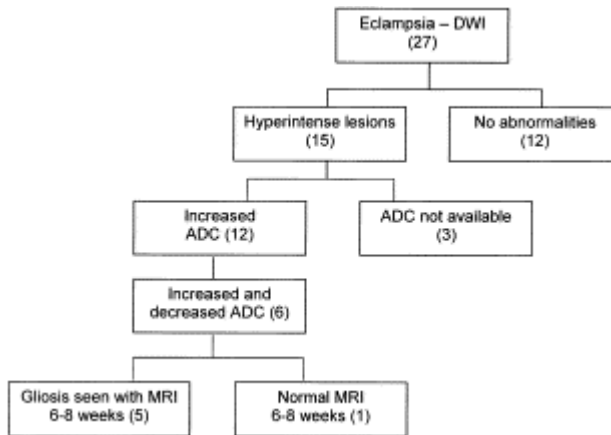 Eclampsia – DWI
(27)
Hyperintense lesions
(15)
No abnormalities
(12)
Increased
ADC (12)
ADC not available
(3)
Increased and
decreased ADC (6)
Gliosis seen with MRI
6-8 weeks (5)
Normal MRI
6-8 weeks (1)